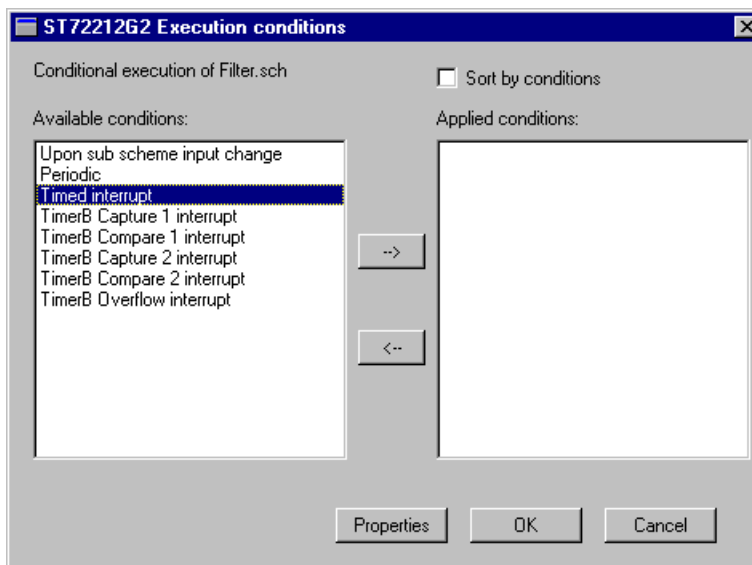 ST72212G2 Execution conditions
Conditional execution of Filter.sch
Sort by conditions
Available conditions:
Applied conditions:
Upon sub scheme input change
Periodic
Timed interrupt
TimerB Capture 1 interrupt
TimerB Compare 1 interrupt
TimerB Capture 2 interrupt
TimerB Compare 2 interrupt
TimerB Overflow interrupt
-->
<--
Properties
OK
Cancel